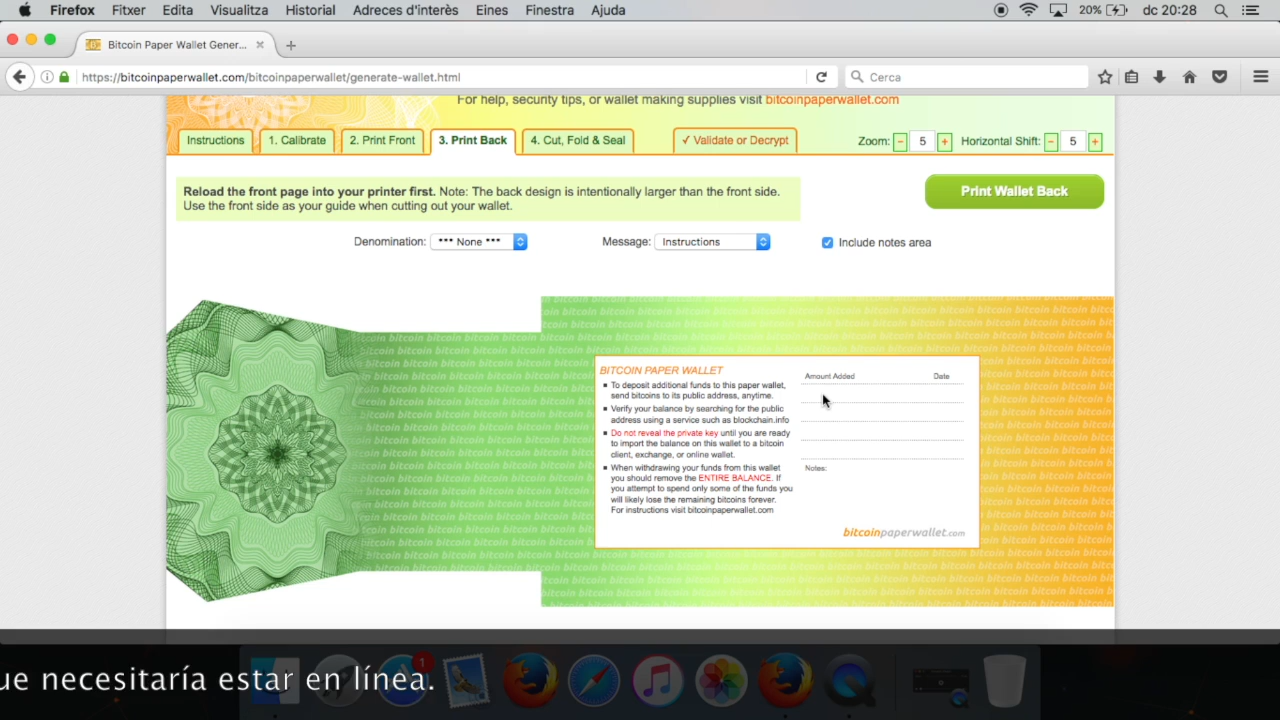 Firefox Fitxer Edita Visualitza Historial Adreces d'interès Eines Finestra Ajuda 20% dc 20:28
Bitcoin Paper Wallet Gener...
https://bitcoinpaperwallet.com/bitcoinpaperwallet/generate-wallet.html Cerca
For help, security tips, or wallet making supplies visit bitcoinpaperwallet.com
Instructions 1. Calibrate 2. Print Front 3. Print Back 4. Cut, Fold & Seal ✓ Validate or Decrypt Zoom: - 5 + Horizontal Shift: - 5 +
Reload the front page into your printer first. Note: The back design is intentionally larger than the front side.
Use the front side as your guide when cutting out your wallet.
Print Wallet Back
Denomination: *** None *** Message: Instructions Include notes area
BITCOIN PAPER WALLET
▪ To deposit additional funds to this paper wallet,
send bitcoins to its public address, anytime.
▪ Verify your balance by searching for the public
address using a service such as blockchain.info
▪ Do not reveal the private key until you are ready
to import the balance on this wallet to a bitcoin
client, exchange, or online wallet.
▪ When withdrawing your funds from this wallet
you should remove the ENTIRE BALANCE. If
you attempt to spend only some of the funds you
will likely lose the remaining bitcoins forever.
For instructions visit bitcoinpaperwallet.com
Amount Added Date
Notes:
bitcoinpaperwallet.com
ue necesitaría estar en línea.
1